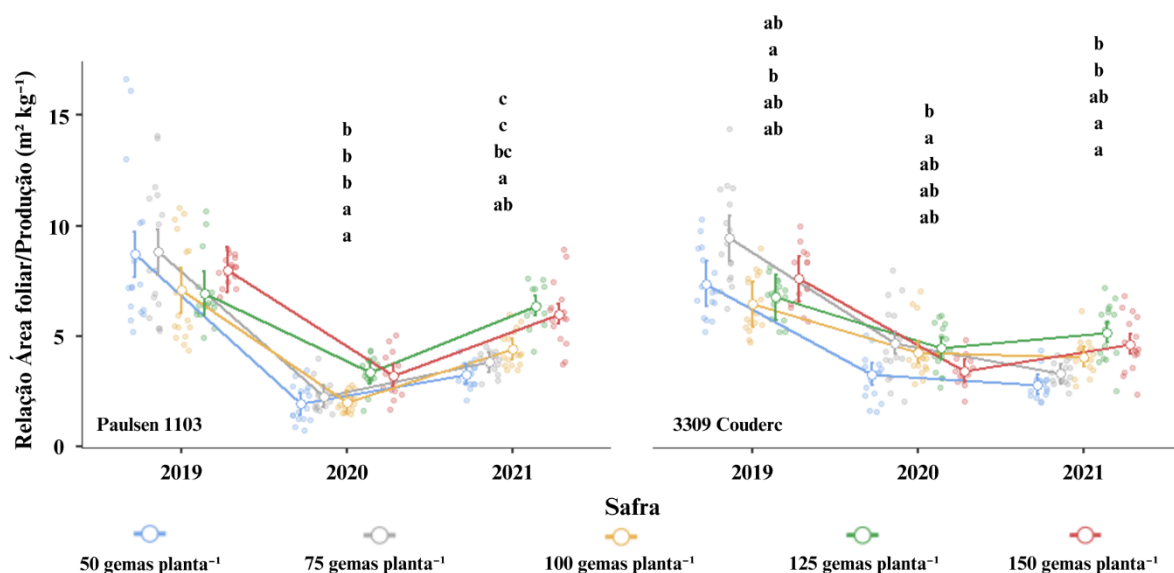 Relação Área foliar/Produção (m² kg⁻¹)
15
10
5
0
b
b
b
a
a
c
c
bc
a
ab
Paulsen 1103
2019
2020
2021
ab
a
b
ab
ab
b
a
ab
ab
ab
b
b
ab
a
a
3309 Couderc
2019
2020
2021
Safra
50 gemas planta⁻¹
75 gemas planta⁻¹
100 gemas planta⁻¹
125 gemas planta⁻¹
150 gemas planta⁻¹